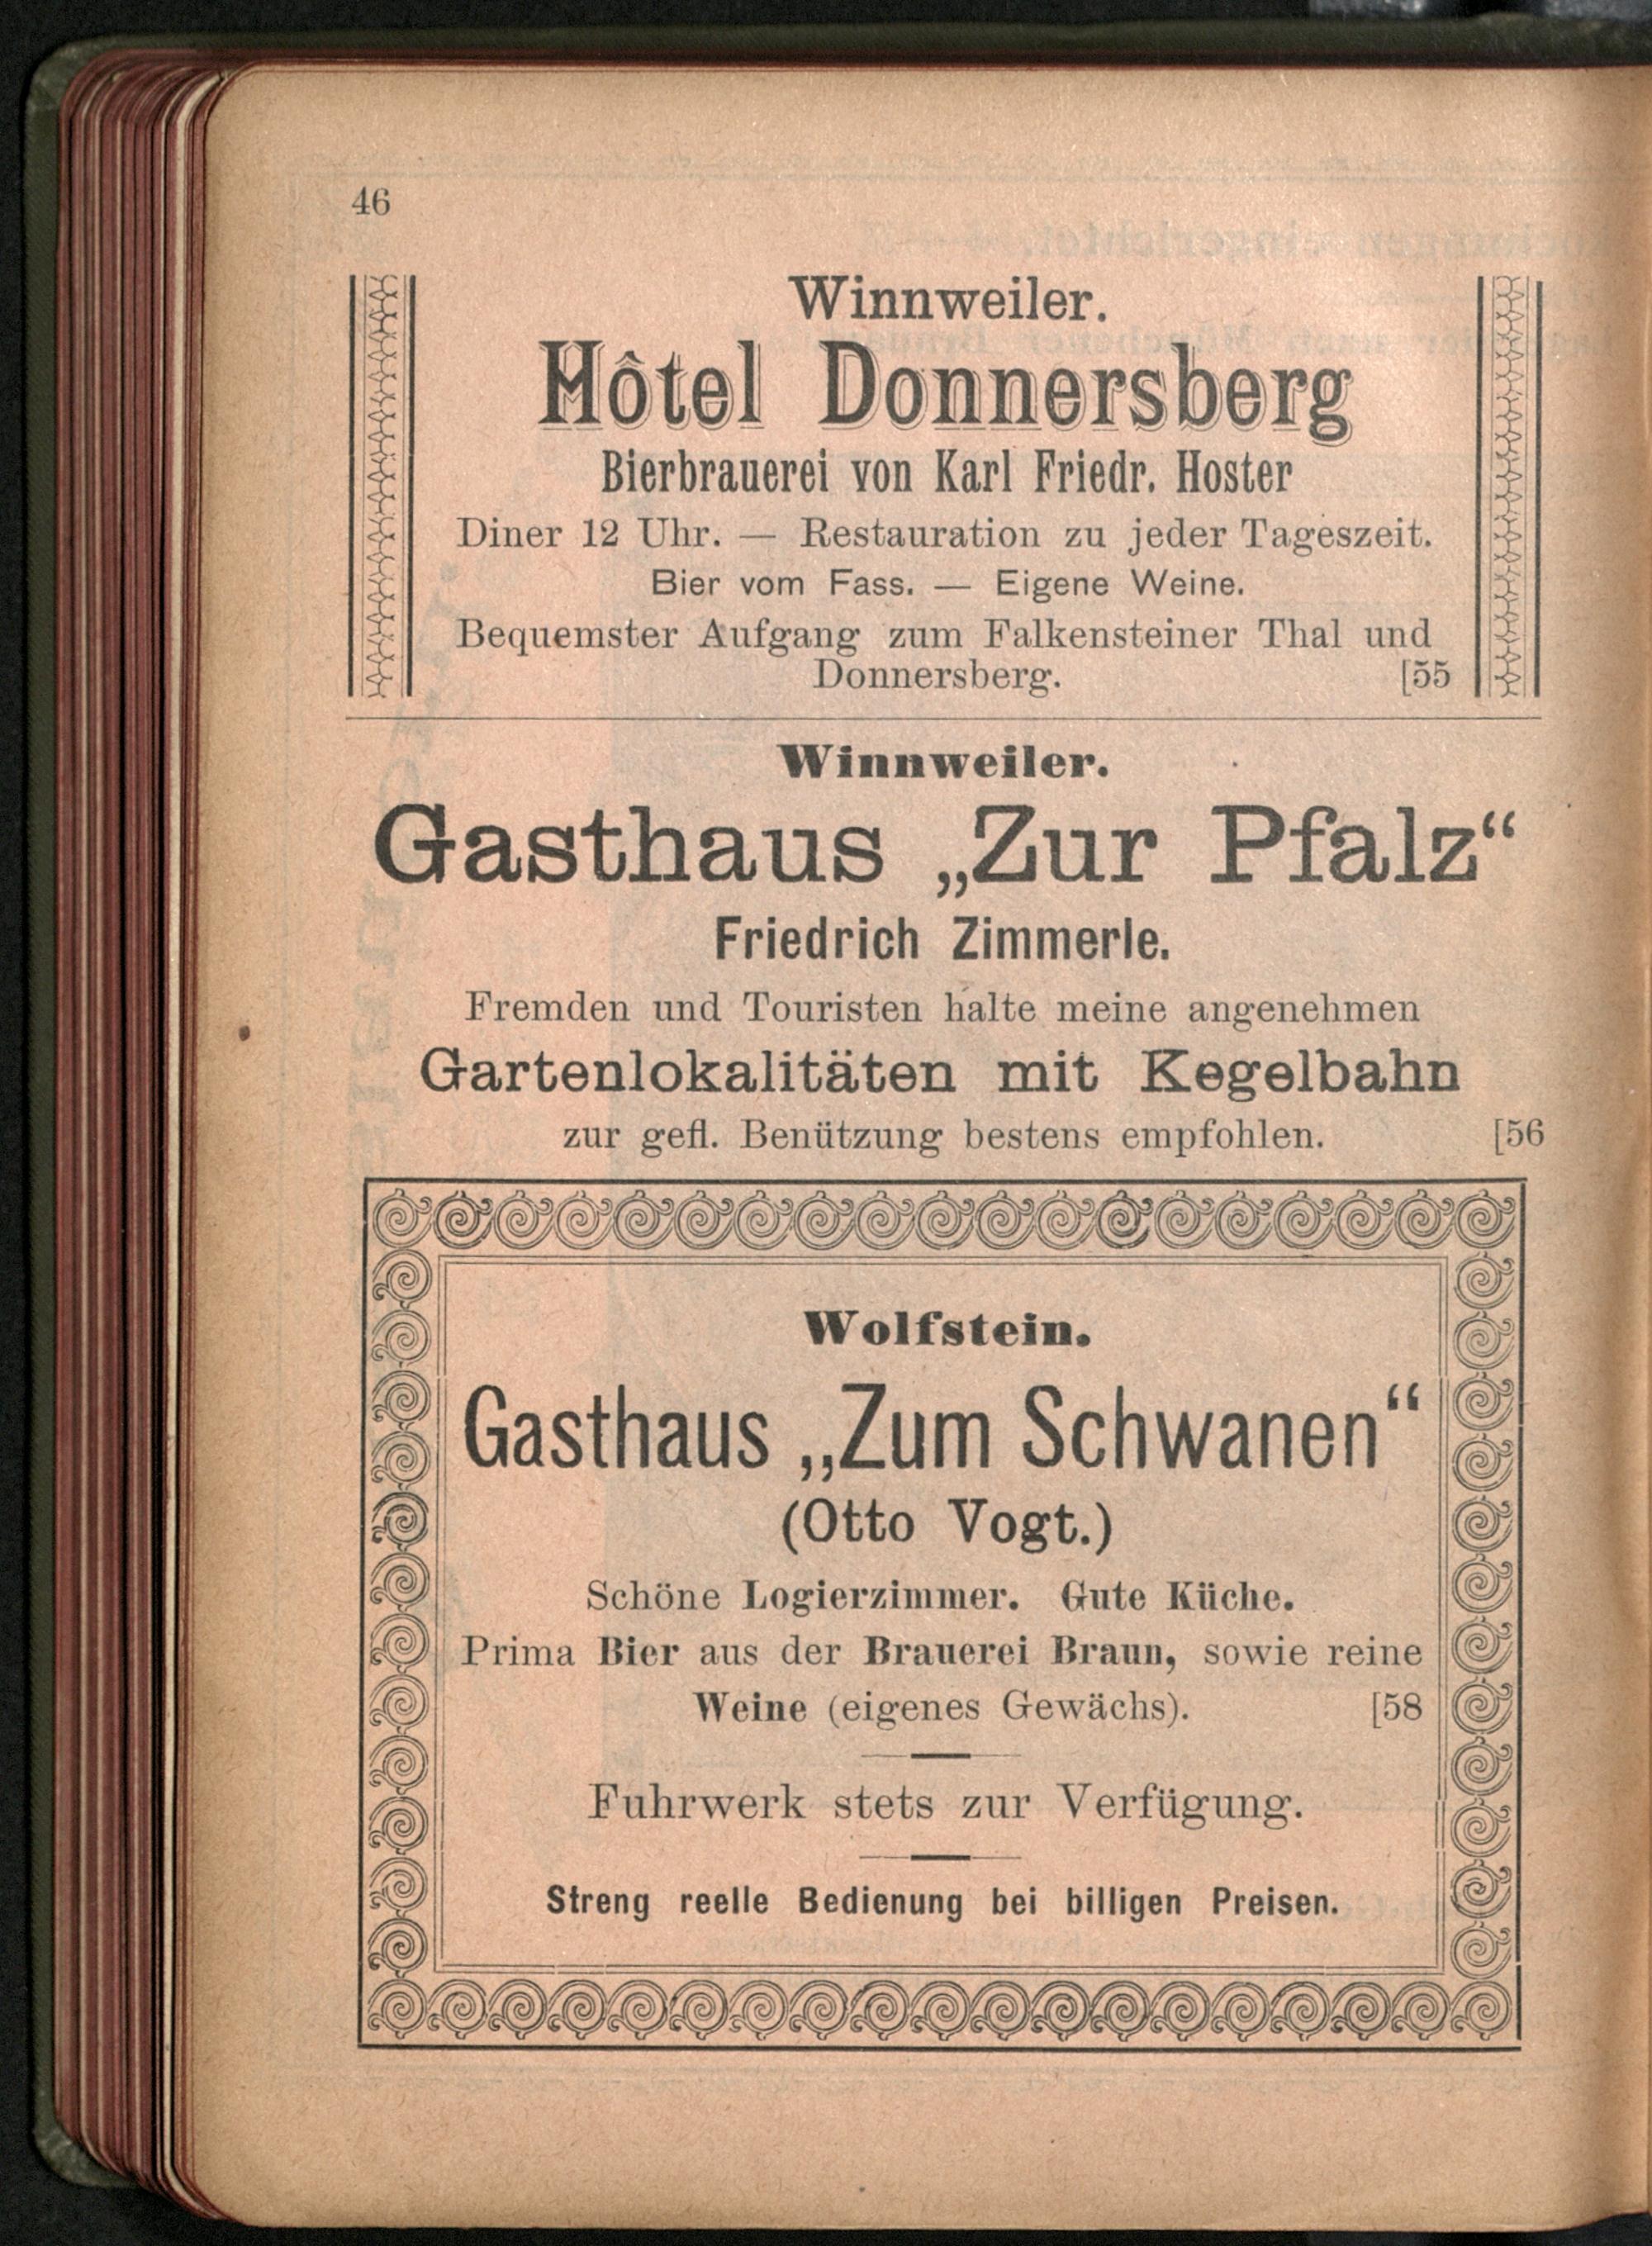 46
Winnweiler.
Hôtel Donnersberg
Bierbrauerei von Karl Friedr. Hoster
Diner 12 Uhr. — Restauration zu jeder Tageszeit.
Bier vom Fass. — Eigene Weine.
Bequemster Aufgang zum Falkensteiner Thal und
Donnersberg. [55
Winnweiler.
Gasthaus „Zur Pfalz“
Friedrich Zimmerle.
Fremden und Touristen halte meine angenehmen
Gartenlokalitäten mit Kegelbahn
zur gefl. Benützung bestens empfohlen. [56
Wolfstein.
Gasthaus „Zum Schwanen“
(Otto Vogt.)
Schöne Logierzimmer. Gute Küche.
Prima Bier aus der Brauerei Braun, sowie reine
Weine (eigenes Gewächs). [58
Fuhrwerk stets zur Verfügung.
Streng reelle Bedienung bei billigen Preisen.